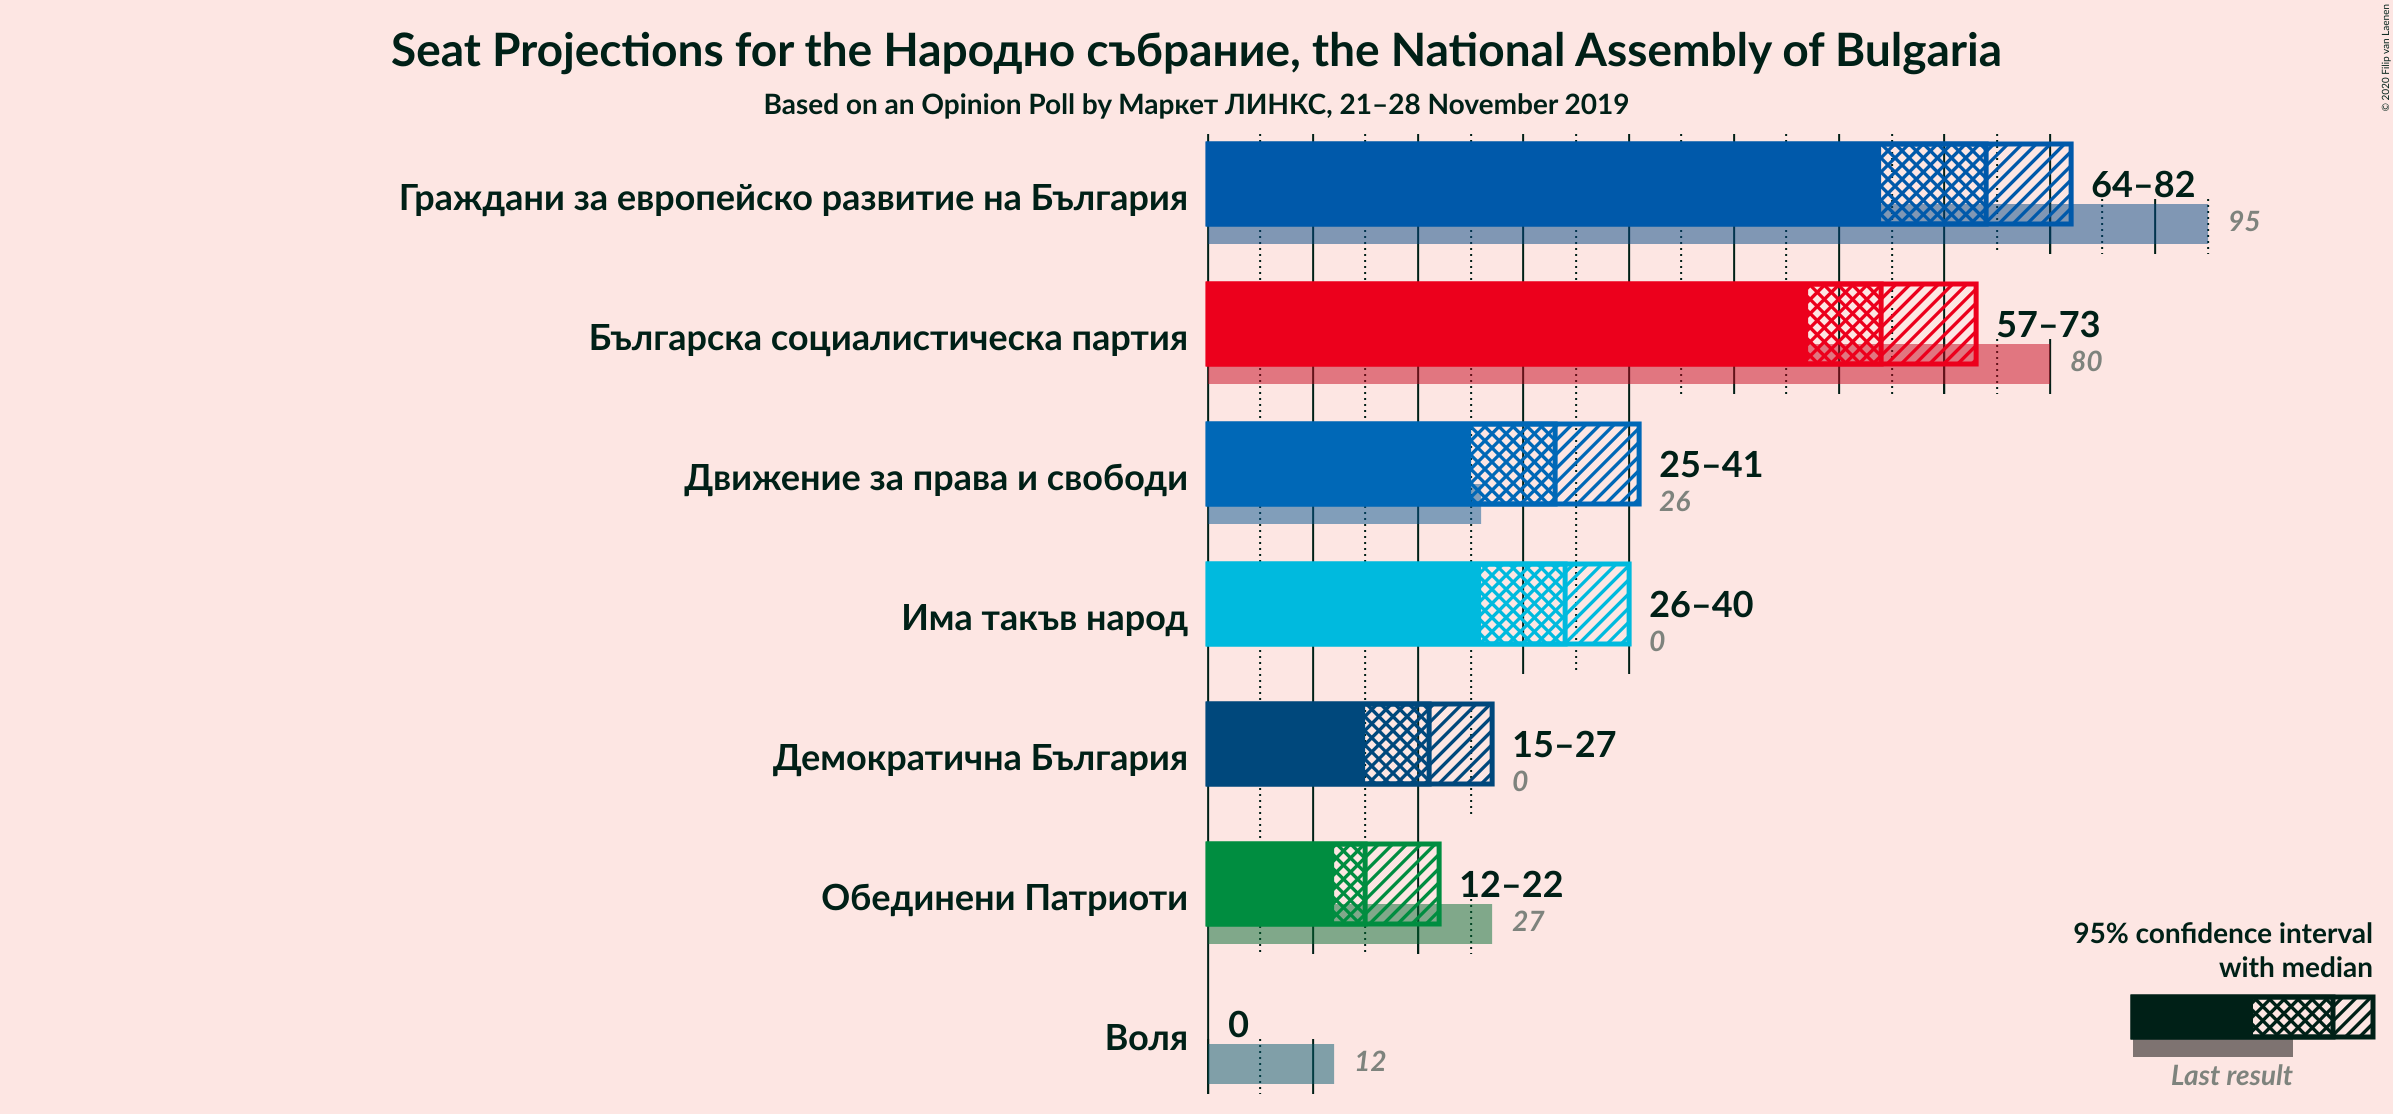 Seat Projections for the Народно събрание, the National Assembly of Bulgaria
Based on an Opinion Poll by Маркет ЛИНКС, 21–28 November 2019
© 2020 Filip van Laenen
Граждани за европейско развитие на България
64–82
95
Българска социалистическа партия
57–73
80
Движение за права и свободи
25–41
26
Има такъв народ
26–40
0
Демократична България
15–27
0
Обединени Патриоти
12–22
27
Воля
0
12
95% confidence interval
with median
Last result